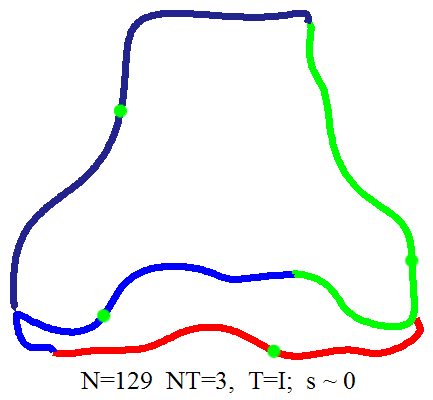 N=129 NT=3, T=I; s ~ 0